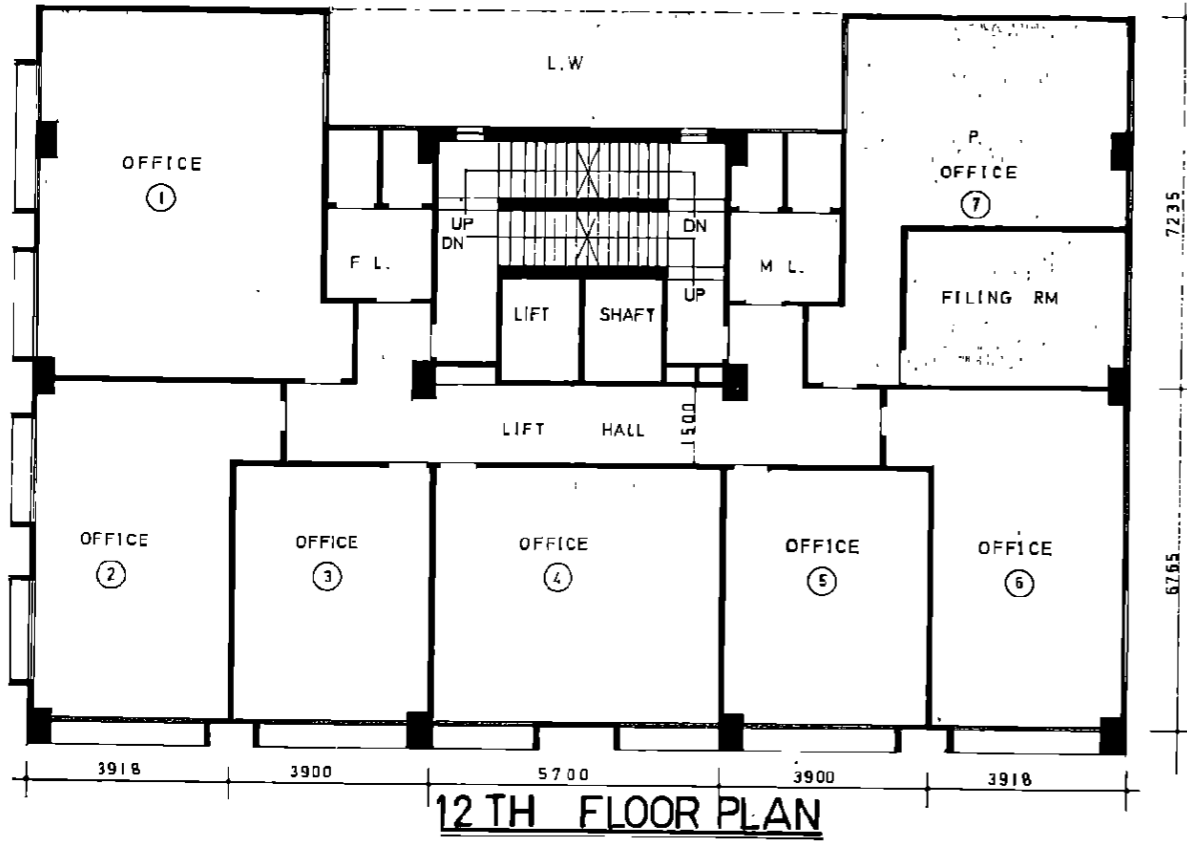 L.W
OFFICE
1
P.
OFFICE
7
UP
DN
DN
UP
F L.
M L.
LIFT
SHAFT
FILING RM
7235
LIFT HALL
1500
OFFICE
2
OFFICE
3
OFFICE
4
OFFICE
5
OFFICE
6
6765
3918
3900
5700
3900
3918
12 TH FLOOR PLAN